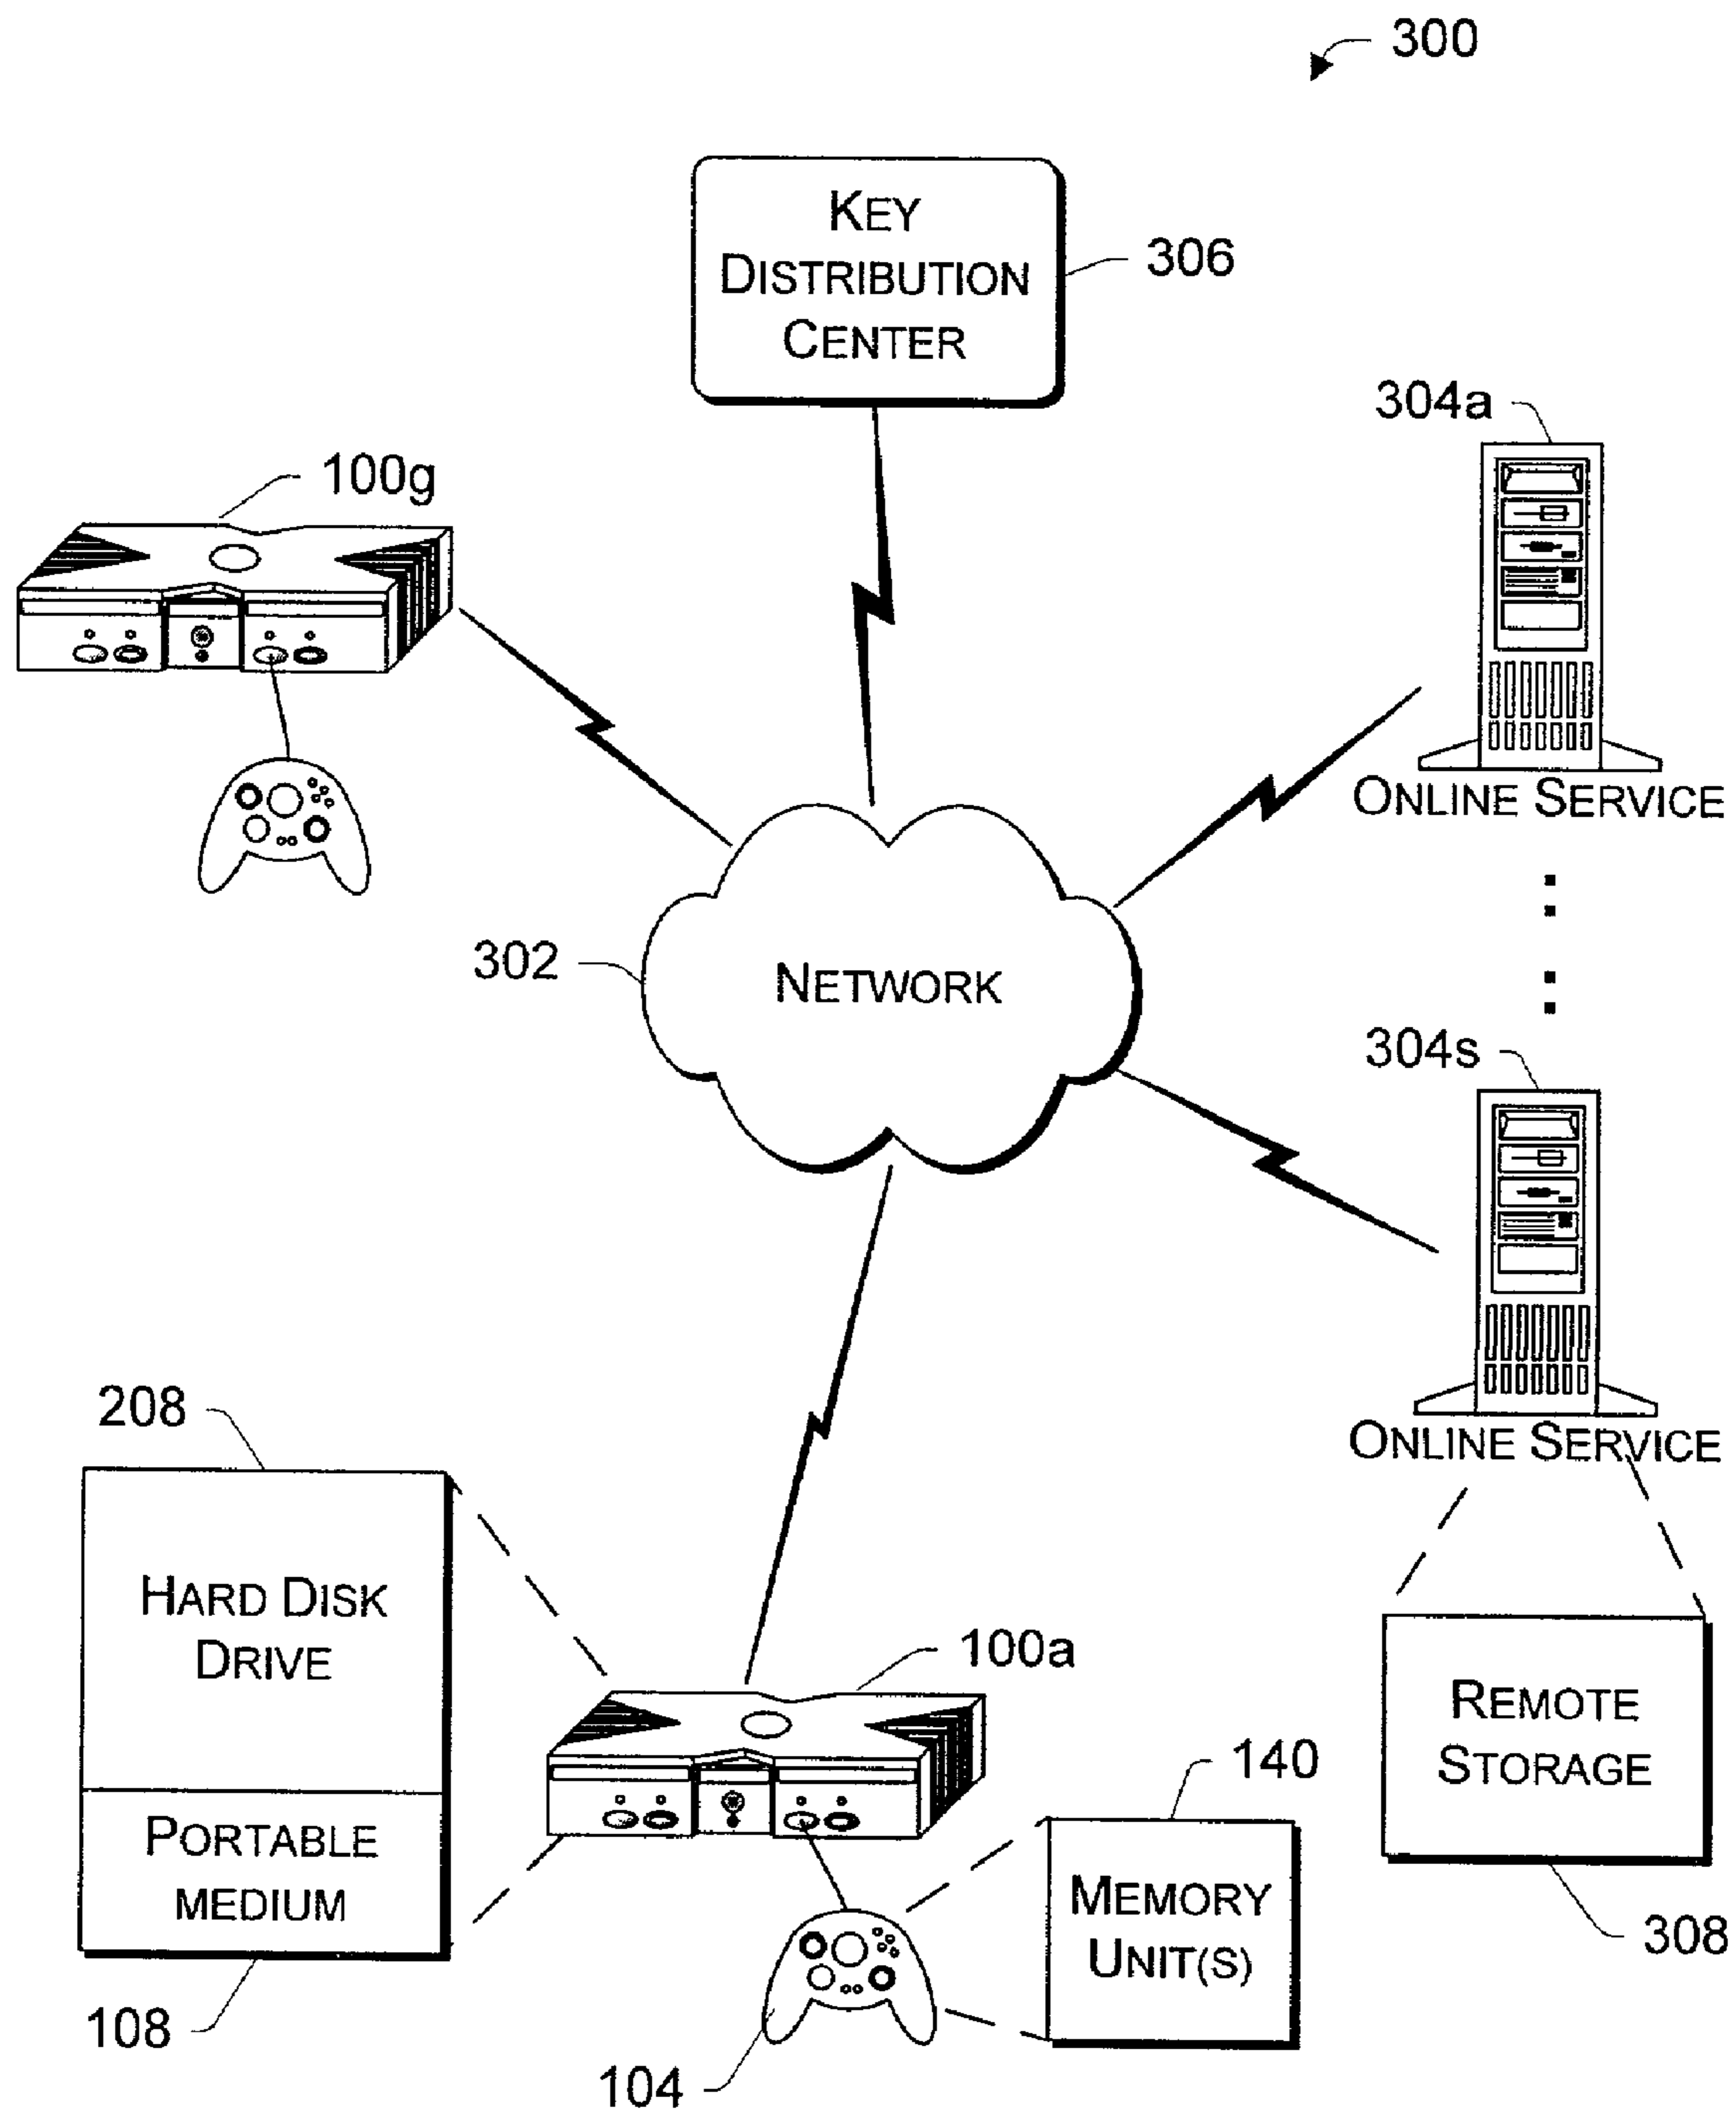 300
KEY
DISTRIBUTION
CENTER
306
304a
100g
ONLINE SERVICE
302
NETWORK
304s
208
ONLINE SERVICE
HARD DISK
DRIVE
100a
REMOTE
STORAGE
140
PORTABLE
MEDIUM
MEMORY
UNIT(S)
308
108
104